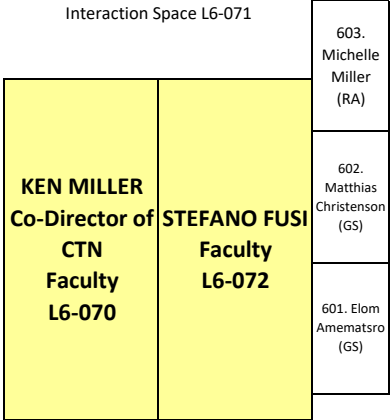 Interaction Space L6-071
603.
Michelle
Miller
(RA)
KEN MILLER
Co-Director of
CTN
Faculty
L6-070
STEFANO FUSI
Faculty
L6-072
602.
Matthias
Christenson
(GS)
601. Elom
Amematsro
(GS)